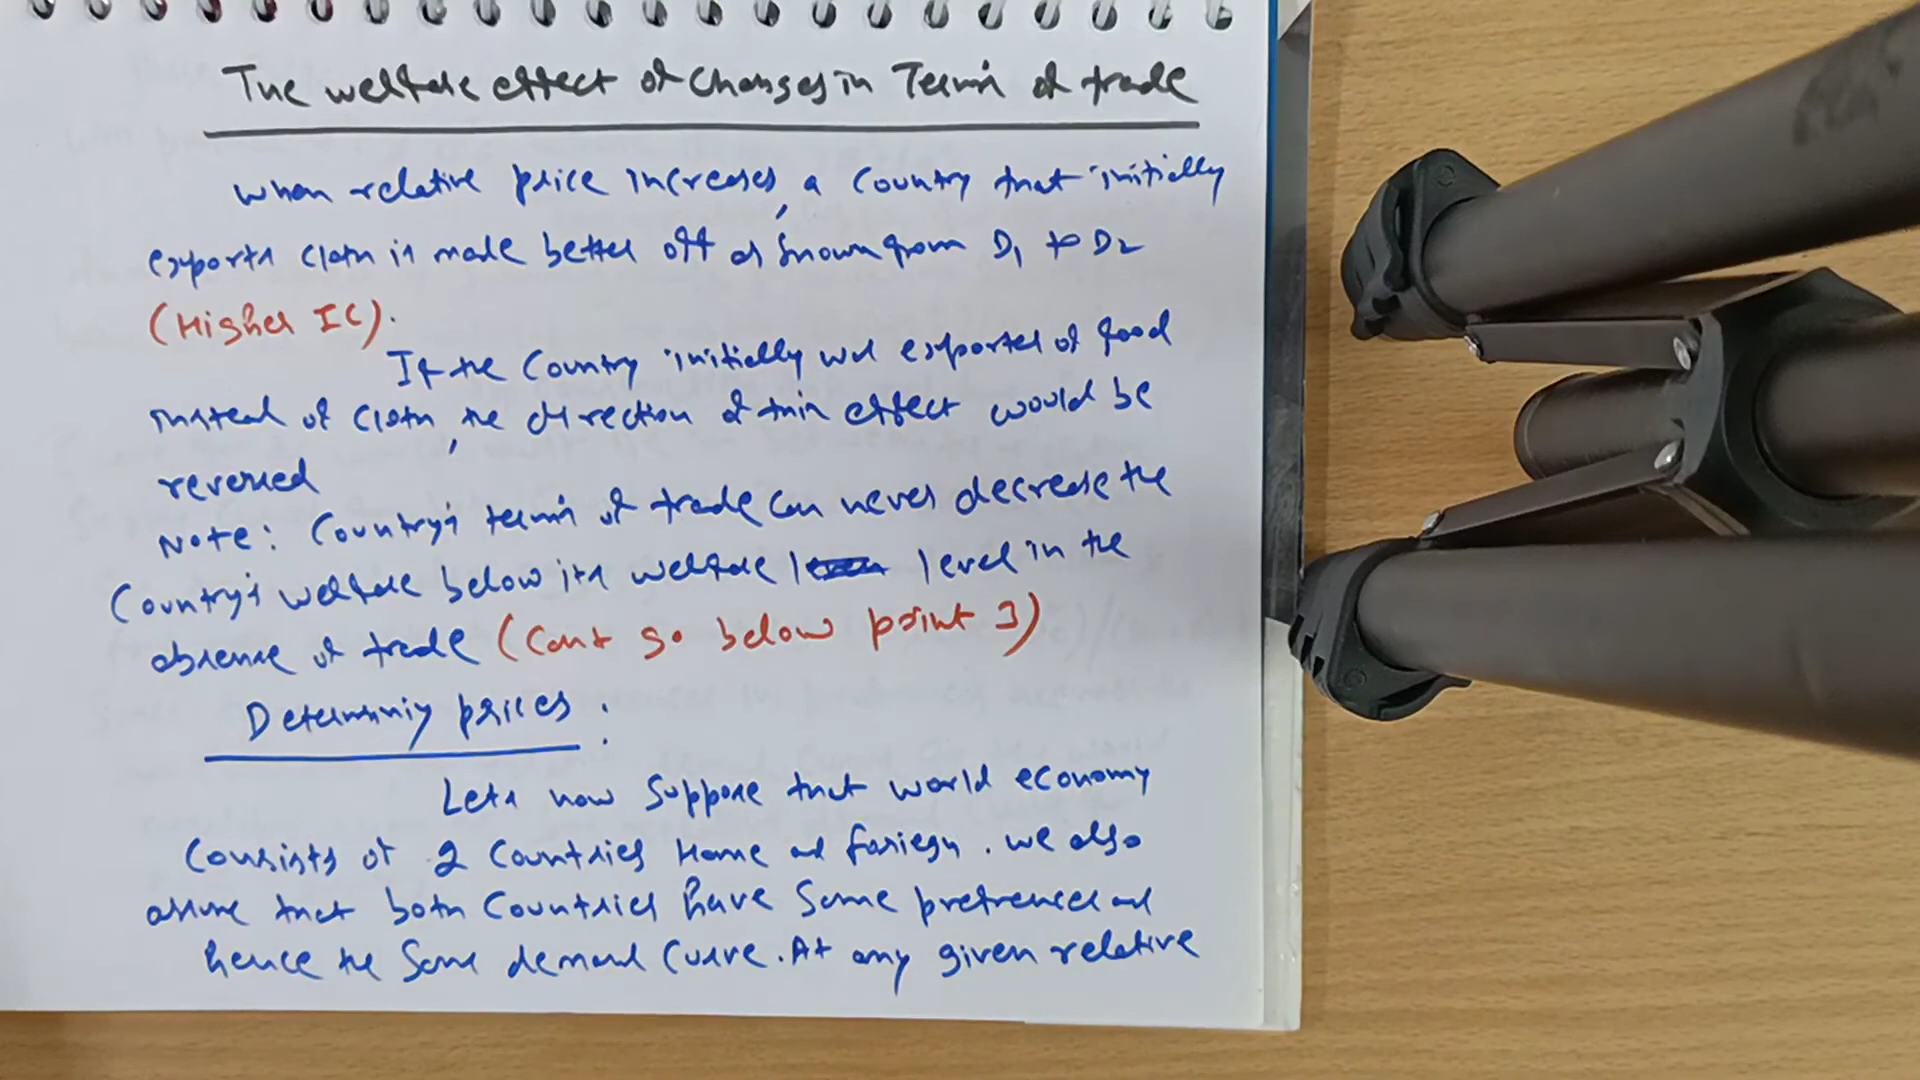 The welfare effect of changes in Terms of trade
When relative price increases, a country that initially
exports cloth is made better off as shown from D1 to D2
(Higher IC).
If the country initially was exporter of food
instead of cloth, the direction of this effect would be
reversed
Note: Country's terms of trade can never decrease the
Country's welfare below its welfare level in the
absence of trade (Cant go below point 3)
Determiniy prices :
Lets now suppose that world economy
consists of 2 countries Home and foriegn. we also
assume that both countries have same prefrences and
hence the same demand curve. At any given relative